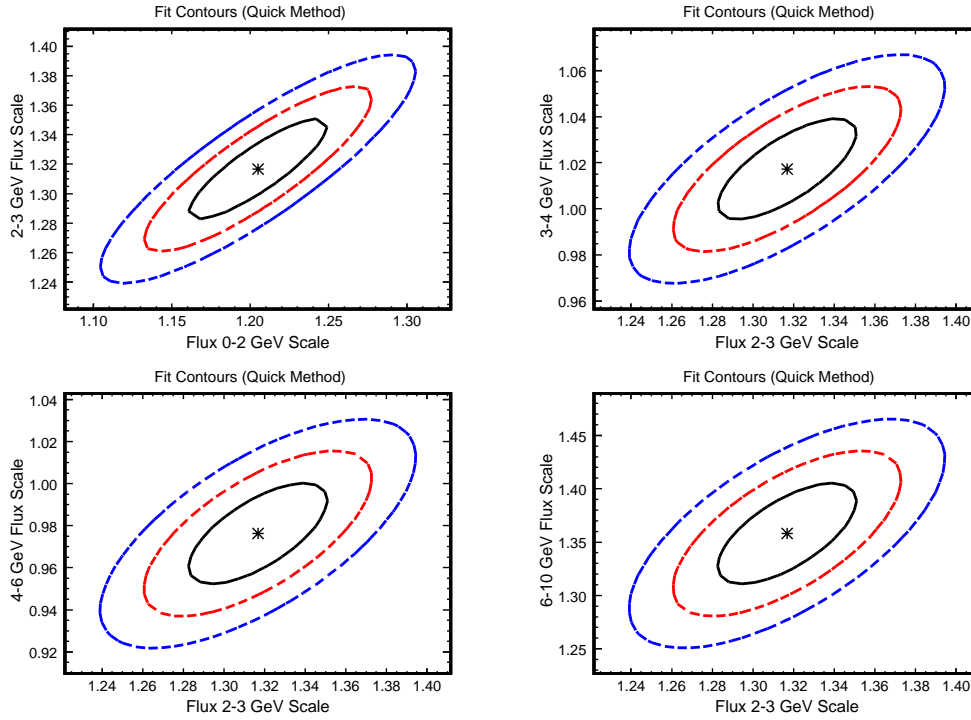 Fit Contours (Quick Method)
2-3 GeV Flux Scale
1.40
1.38
1.36
1.34
1.32
1.30
1.28
1.26
1.24
1.10 1.15 1.20 1.25 1.30
Flux 0-2 GeV Scale
Fit Contours (Quick Method)
3-4 GeV Flux Scale
1.06
1.04
1.02
1.00
0.98
0.96
1.24 1.26 1.28 1.30 1.32 1.34 1.36 1.38 1.40
Flux 2-3 GeV Scale
Fit Contours (Quick Method)
4-6 GeV Flux Scale
1.04
1.02
1.00
0.98
0.96
0.94
0.92
1.24 1.26 1.28 1.30 1.32 1.34 1.36 1.38 1.40
Flux 2-3 GeV Scale
Fit Contours (Quick Method)
6-10 GeV Flux Scale
1.45
1.40
1.35
1.30
1.25
1.24 1.26 1.28 1.30 1.32 1.34 1.36 1.38 1.40
Flux 2-3 GeV Scale